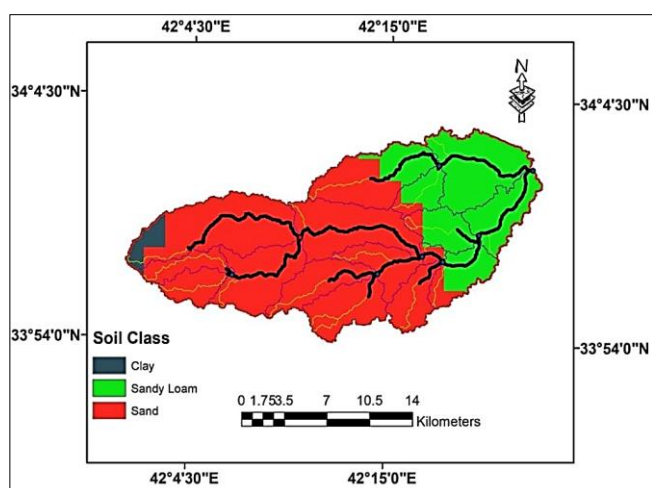 42°4'30"E 42°15'0"E
34°4'30"N 34°4'30"N
N
33°54'0"N 33°54'0"N
Soil Class
Clay
Sandy Loam
Sand
0 1.75 3.5 7 10.5 14
Kilometers
42°4'30"E 42°15'0"E